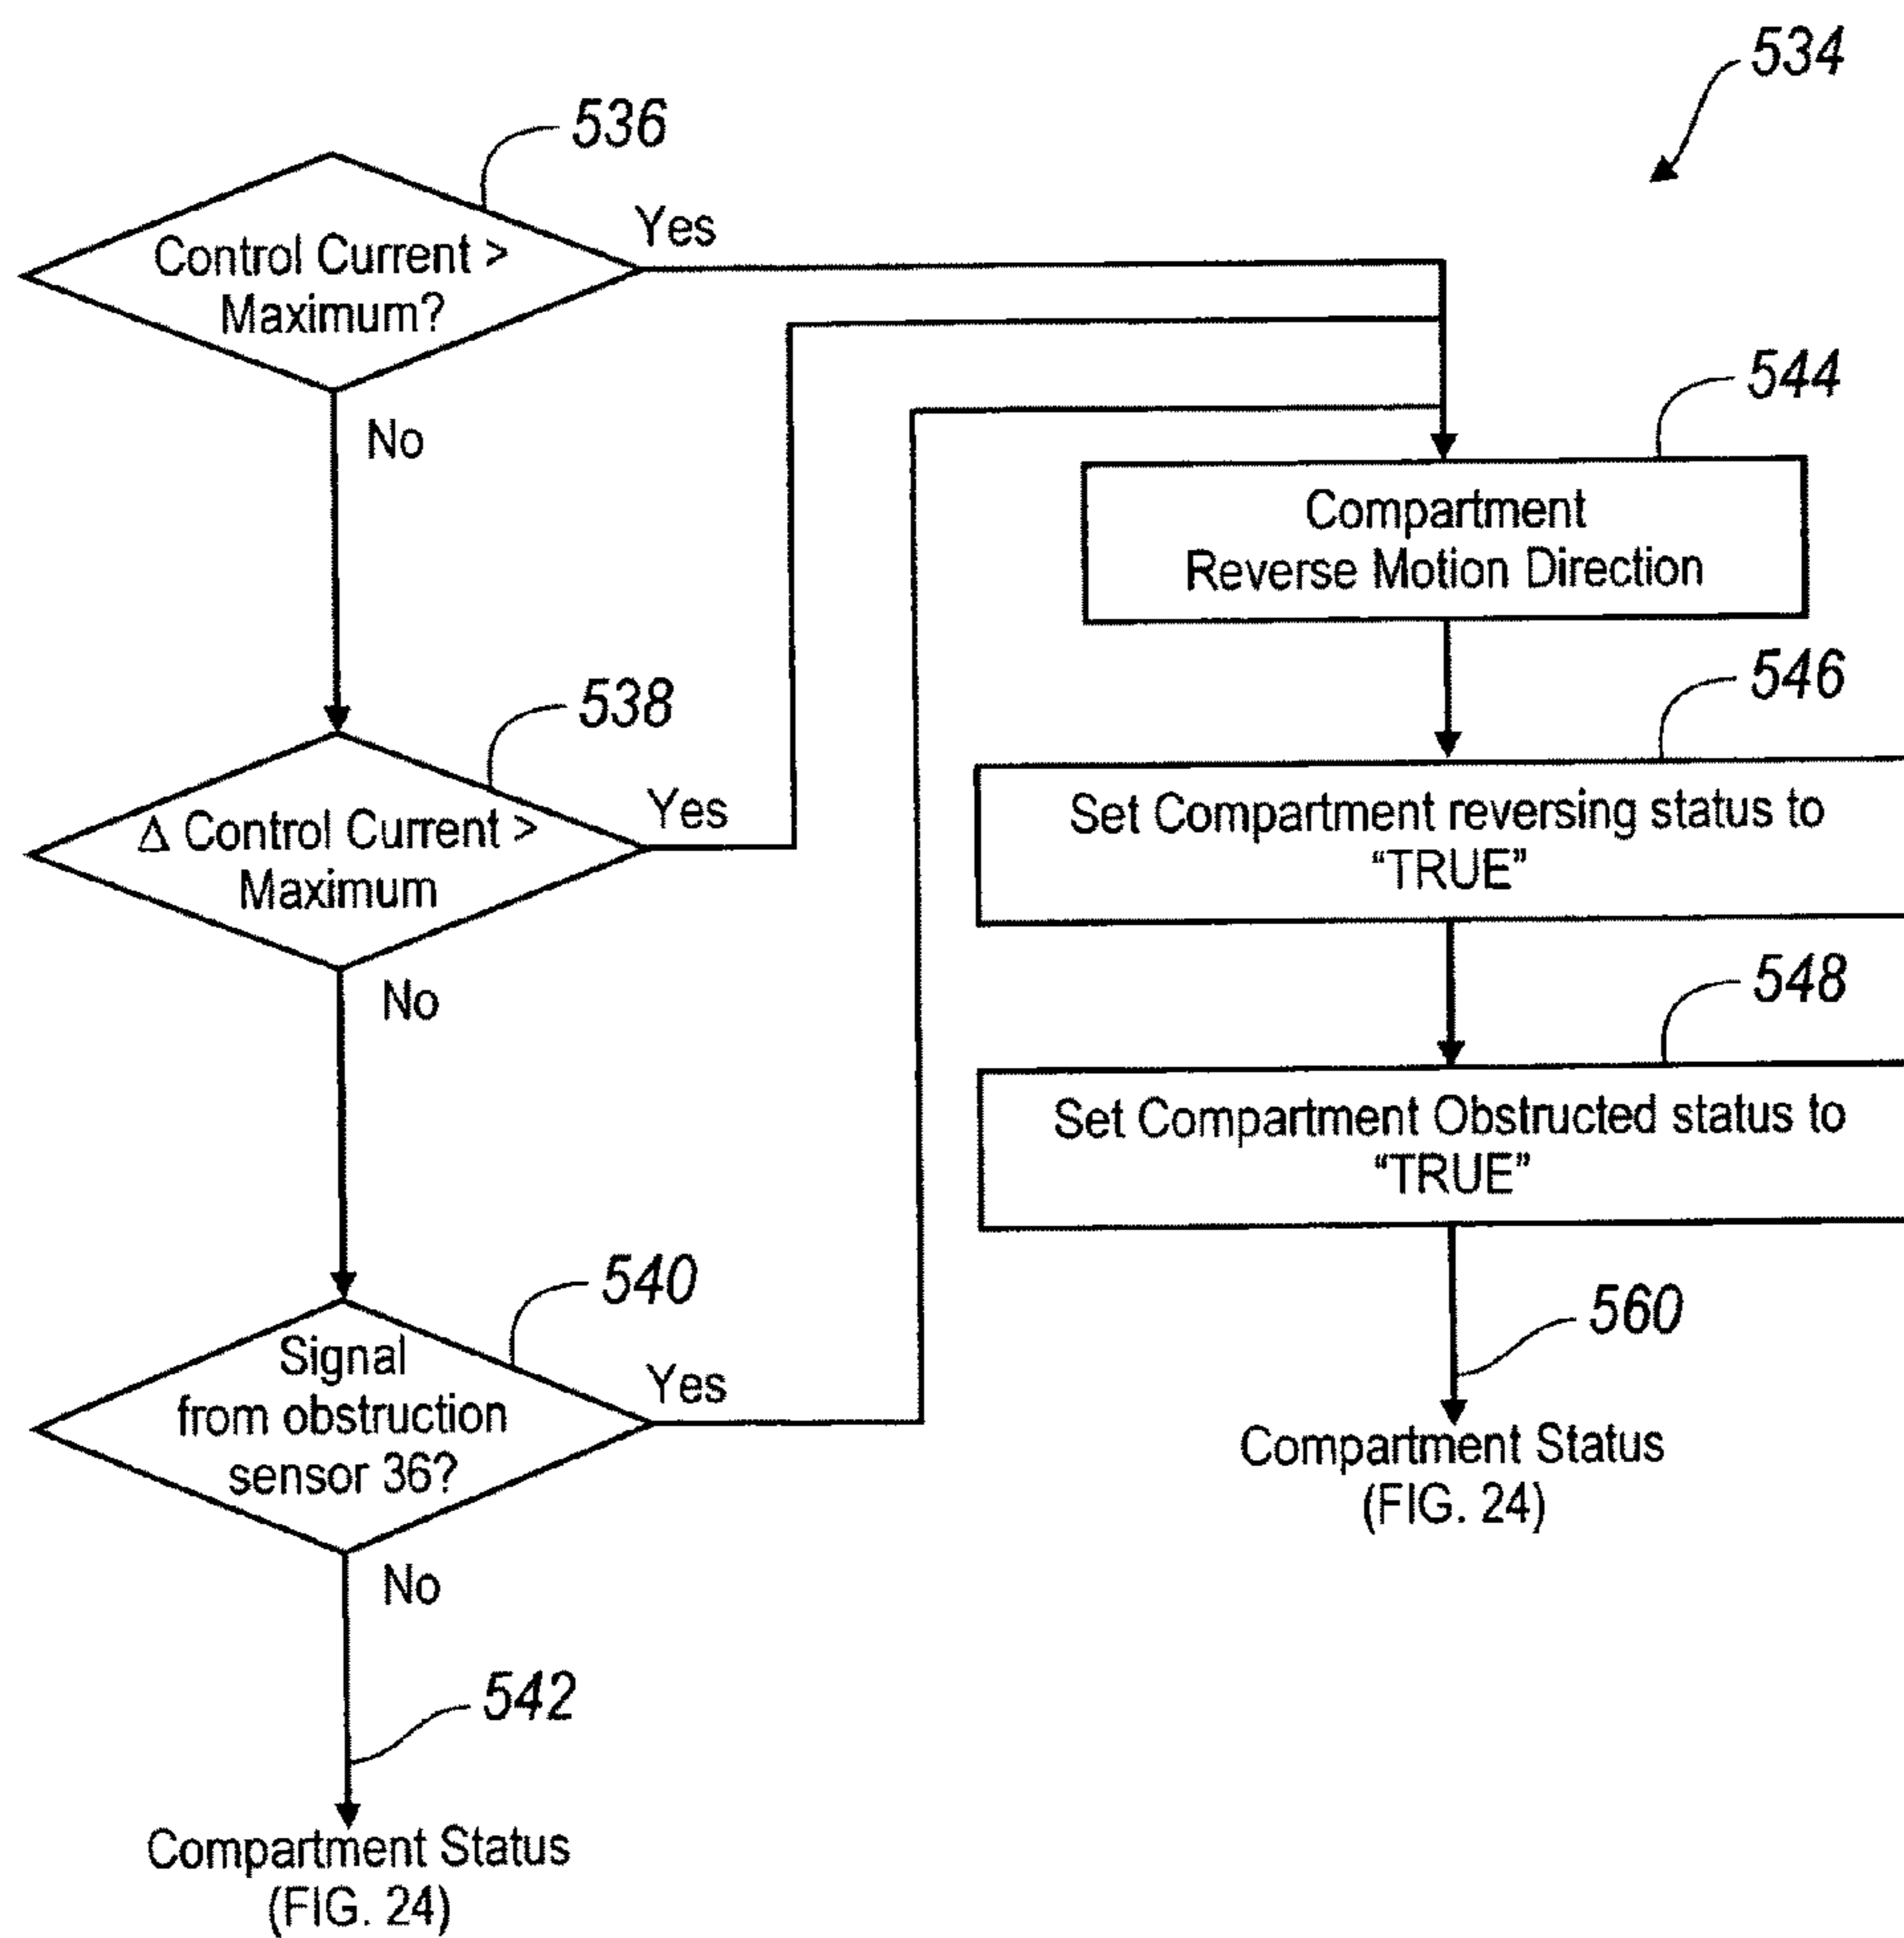 534
536
Control Current >
Maximum?
Yes
No
544
Compartment
Reverse Motion Direction
538
Δ Control Current >
Maximum
Yes
No
546
Set Compartment reversing status to
“TRUE”
548
Set Compartment Obstructed status to
“TRUE”
540
Signal
from obstruction
sensor 36?
Yes
No
560
Compartment Status
(FIG. 24)
542
Compartment Status
(FIG. 24)